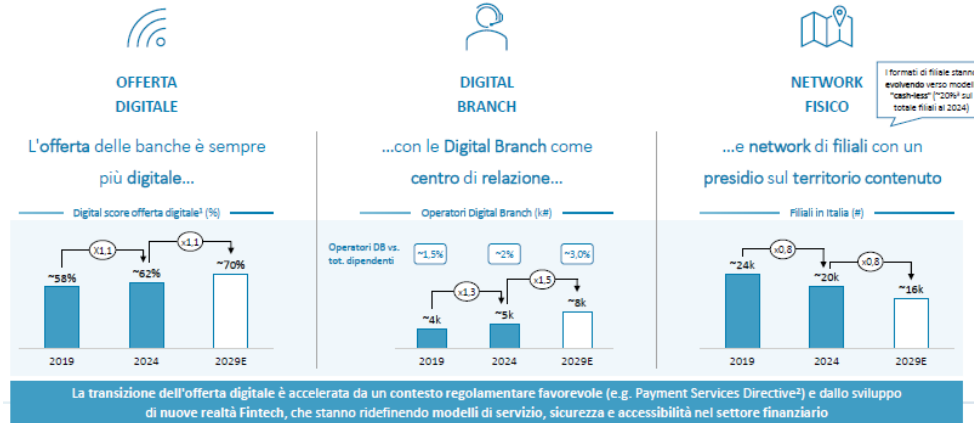 OFFERTA
DIGITALE
L'offerta delle banche è sempre
più digitale...
Digital score offerta digitale¹ (%)
x1,1
x1,1
~58%
~62%
~70%
2019
2024
2029E
DIGITAL
BRANCH
...con le Digital Branch come
centro di relazione...
Operatori Digital Branch (k#)
Operatori DB vs.
tot. dipendenti
~1,5%
~2%
~3,0%
x1,3
x1,5
~4k
~5k
~8k
2019
2024
2029E
NETWORK
FISICO
I formati di filiale stanno
evolvendo verso modell
"cash-less" (~20%³ sul
totale filiali al 2024)
...e network di filiali con un
presidio sul territorio contenuto
Filiali in Italia (#)
x0,8
x0,8
~24k
~20k
~16k
2019
2024
2029E
La transizione dell'offerta digitale è accelerata da un contesto regolamentare favorevole (e.g. Payment Services Directive²) e dallo sviluppo
di nuove realtà Fintech, che stanno ridefinendo modelli di servizio, sicurezza e accessibilità nel settore finanziario